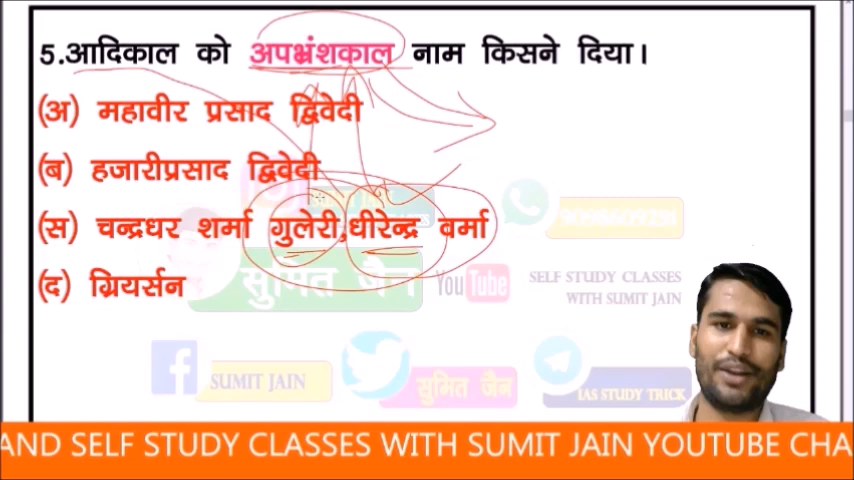 5.आदिकाल को अपभ्रंशकाल नाम किसने दिया।
(अ) महावीर प्रसाद द्विवेदी
(ब) हजारीप्रसाद द्विवेदी
(स) चन्द्रधर शर्मा गुलेरी,धीरेन्द्र वर्मा
(द) ग्रियर्सन
सुमित जैन
YouTube
SELF STUDY CLASSES
WITH SUMIT JAIN
SUMIT JAIN
सुमित जैन
IAS STUDY TRICK
AND SELF STUDY CLASSES WITH SUMIT JAIN YOUTUBE CHA